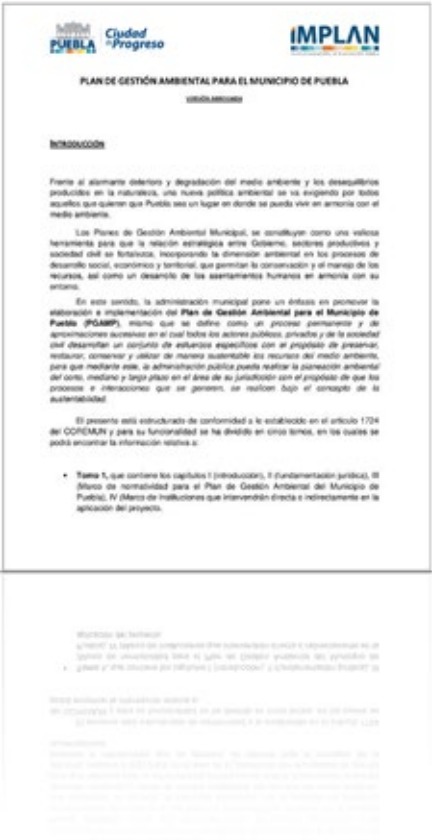 PUEBLA
Ciudad
de Progreso
IMPLAN
PLAN DE GESTIÓN AMBIENTAL PARA EL MUNICIPIO DE PUEBLA
VERSIÓN ABREVIADA
INTRODUCCIÓN
Frente al alarmante deterioro y degradación del medio ambiente y los desequilibrios
producidos en la naturaleza, una nueva política ambiental se va exigiendo por todos
aquellos que quieren que Puebla sea un lugar en donde se pueda vivir en armonía con el
medio ambiente.
Los Planes de Gestión Ambiental Municipal, se constituyen como una valiosa
herramienta para que la relación estratégica entre Gobierno, sectores productivos y
sociedad civil se fortalezca, incorporando la dimensión ambiental en los procesos de
desarrollo social, económico y territorial, que permitan la conservación y el manejo de los
recursos, así como un desarrollo de los asentamientos humanos en armonía con su
entorno.
En este sentido, la administración municipal pone un énfasis en promover la
elaboración e implementación del Plan de Gestión Ambiental para el Municipio de
Puebla (PGAMP), mismo que se define como un proceso permanente y de
aproximaciones sucesivas en el cual todos los actores públicos, privados y de la sociedad
civil desarrollan un conjunto de esfuerzos específicos con el propósito de preservar,
restaurar, conservar y utilizar de manera sustentable los recursos del medio ambiente,
para que mediante este, la administración pública pueda realizar la planeación ambiental
del corto, mediano y largo plazo en el área de su jurisdicción con el propósito de que los
procesos e interacciones que se generen, se realicen bajo el concepto de la
sustentabilidad.
El presente está estructurado de conformidad a lo establecido en el artículo 1724
del COREMUN y para su funcionalidad se ha dividido en cinco tomos, en los cuales se
podrá encontrar la información relativa a:
• Tomo 1, que contiene los capítulos I (introducción), II (fundamentación jurídica), III
(Marco de normatividad para el Plan de Gestión Ambiental del Municipio de
Puebla), IV (Marco de Instituciones que intervendrán directa o indirectamente en la
aplicación del proyecto.